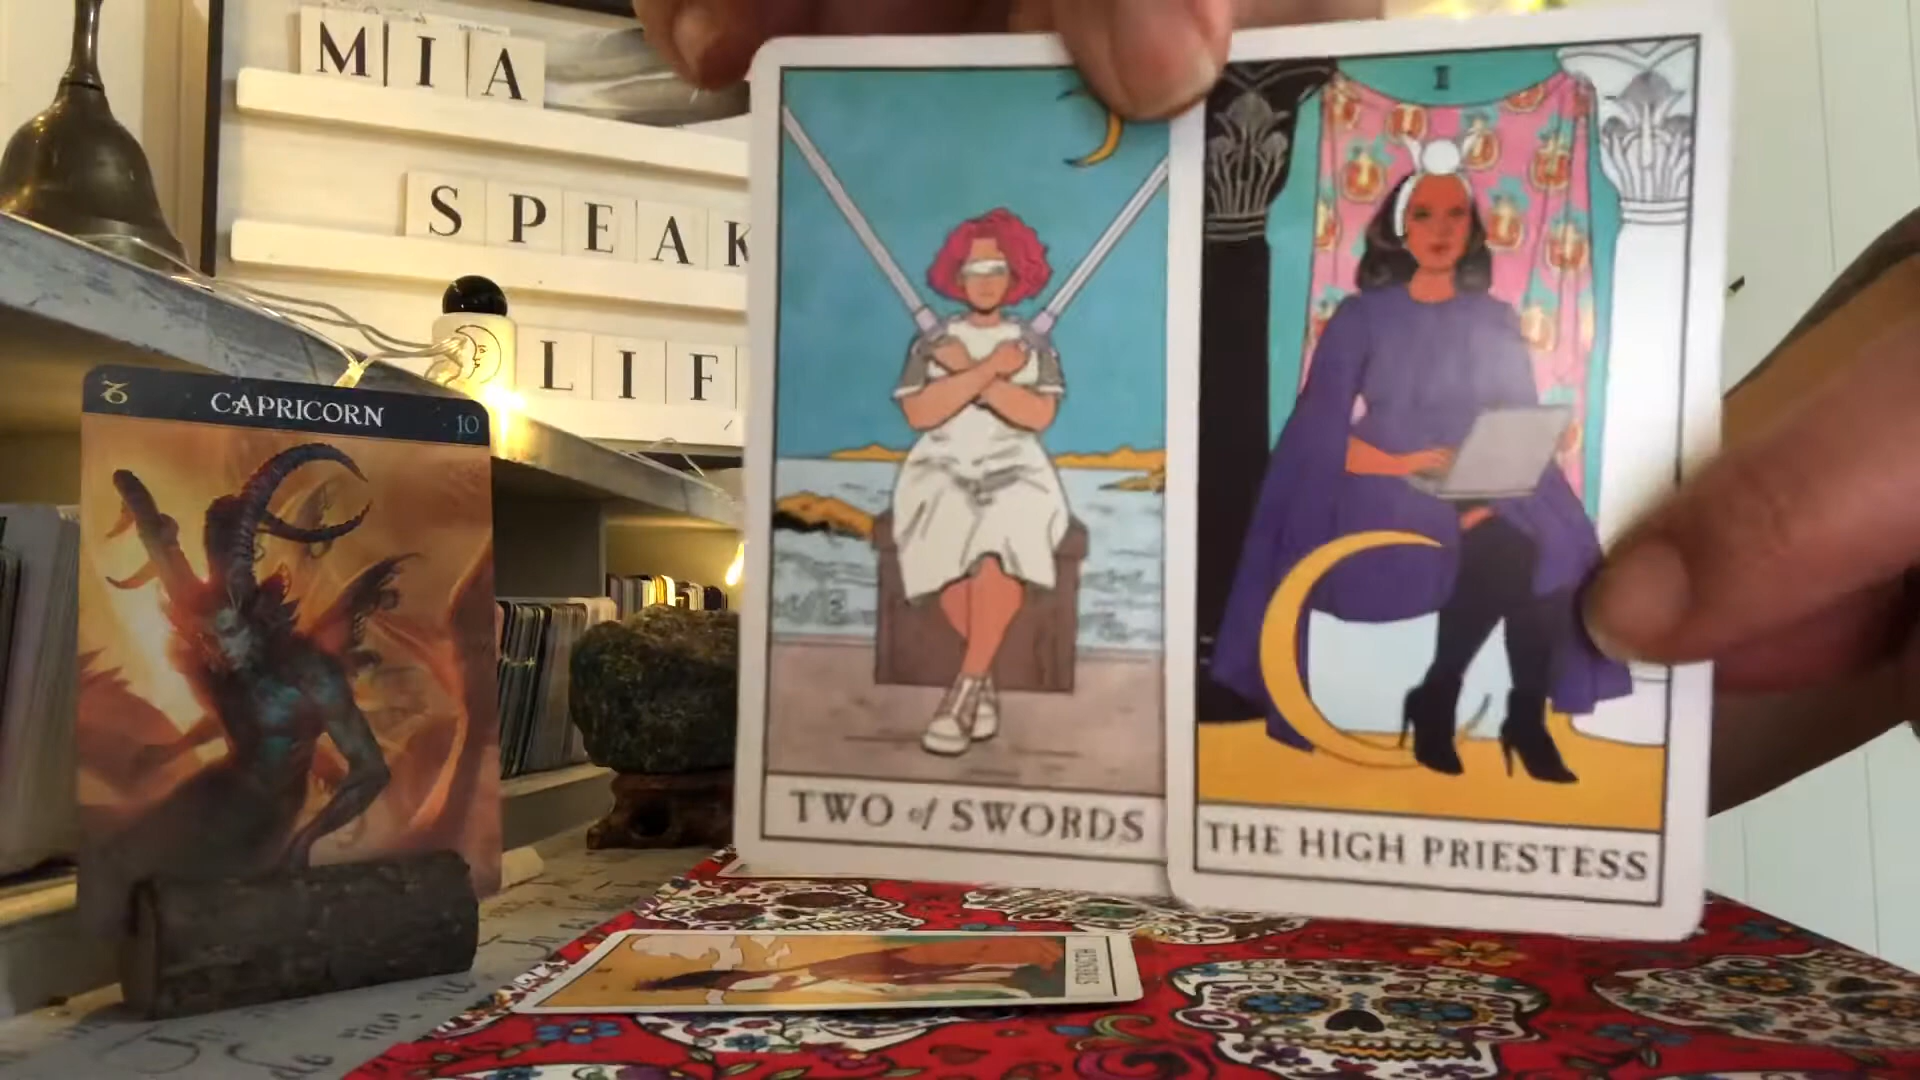 MIA
SPEAK
LIF
CAPRICORN
10
I
TWO of SWORDS
THE HIGH PRIESTESS